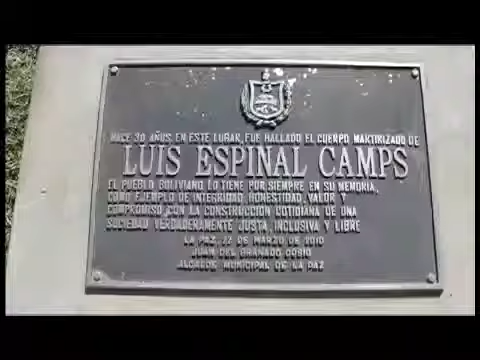 HACE 30 AÑOS, EN ESTE LUGAR, FUE HALLADO EL CUERPO MARTIRIZADO DE
LUIS ESPINAL CAMPS
EL PUEBLO BOLIVIANO LO TIENE POR SIEMPRE EN SU MEMORIA,
COMO EJEMPLO DE INTEGRIDAD, HONESTIDAD, VALOR Y
COMPROMISO CON LA CONSTRUCCION COTIDIANA DE UNA
SOCIEDAD VERDADERAMENTE JUSTA, INCLUSIVA Y LIBRE
LA PAZ, 22 DE MARZO DE 2010
JUAN DEL GRANADO COSIO
ALCALDE MUNICIPAL DE LA PAZ